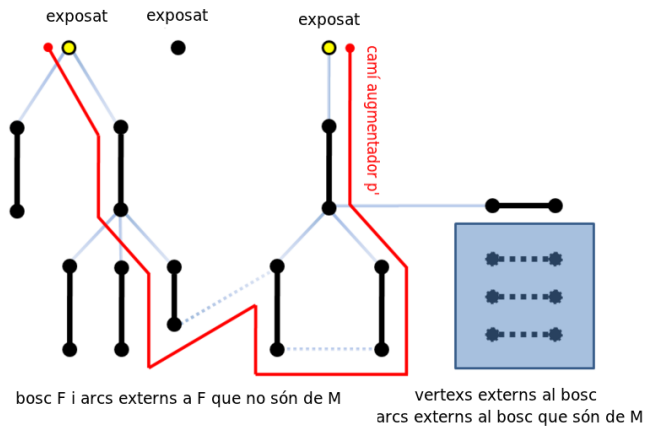 exposat
exposat
exposat
camí augmentador p'
bosc F i arcs externs a F que no són de M
vertexs externs al bosc
arcs externs al bosc que són de M